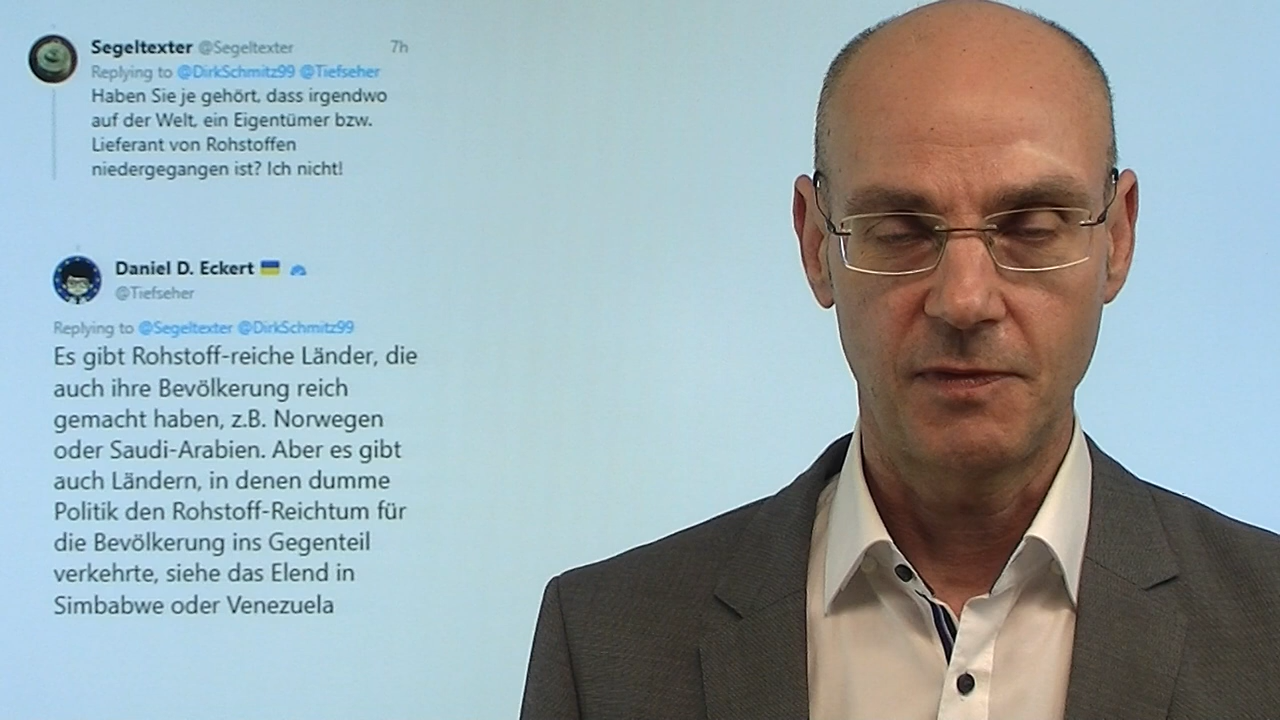 Segeltexter @Segeltexter 7h
Replying to @DirkSchmitz99 @Tiefseher
Haben Sie je gehört, dass irgendwo
auf der Welt, ein Eigentümer bzw.
Lieferant von Rohstoffen
niedergegangen ist? Ich nicht!
Daniel D. Eckert
@Tiefseher
Replying to @Segeltexter @DirkSchmitz99
Es gibt Rohstoff-reiche Länder, die
auch ihre Bevölkerung reich
gemacht haben, z.B. Norwegen
oder Saudi-Arabien. Aber es gibt
auch Ländern, in denen dumme
Politik den Rohstoff-Reichtum für
die Bevölkerung ins Gegenteil
verkehrte, siehe das Elend in
Simbabwe oder Venezuela